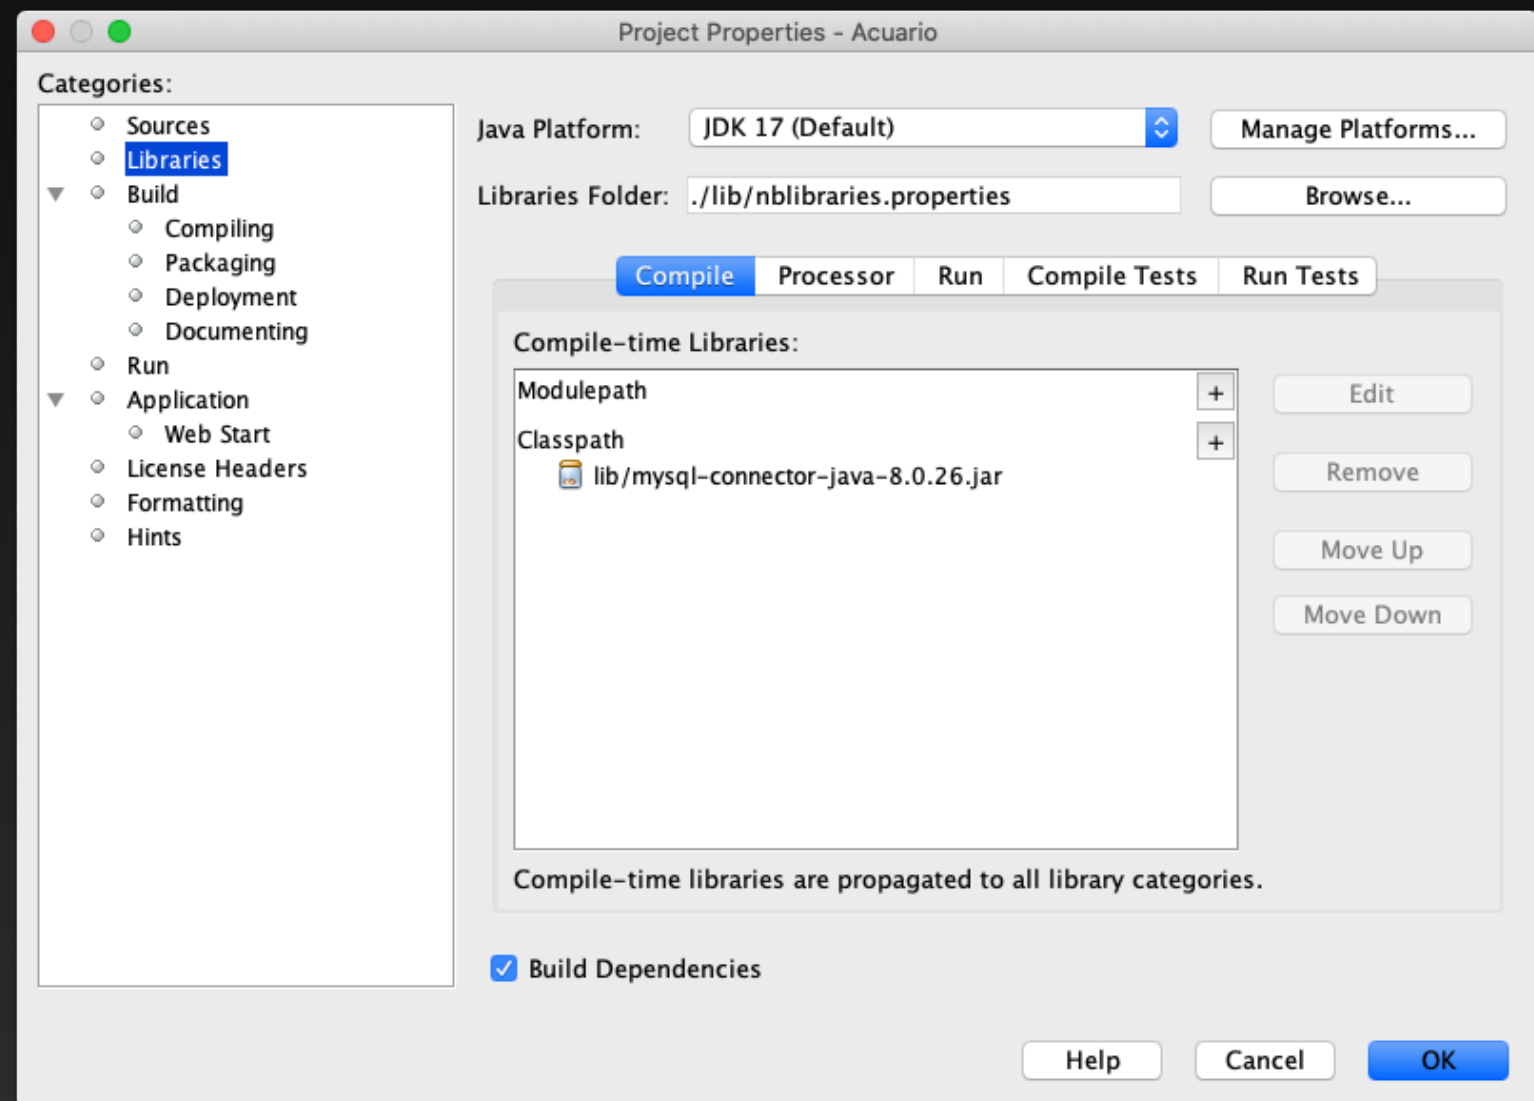 Project Properties - Acuario
Categories:
Sources
Libraries
Build
Compiling
Packaging
Deployment
Documenting
Run
Application
Web Start
License Headers
Formatting
Hints
Java Platform: JDK 17 (Default) Manage Platforms...
Libraries Folder: ./lib/nblibraries.properties Browse...
Compile Processor Run Compile Tests Run Tests
Compile-time Libraries:
Modulepath +
Classpath +
lib/mysql-connector-java-8.0.26.jar
Edit
Remove
Move Up
Move Down
Compile-time libraries are propagated to all library categories.
Build Dependencies
Help Cancel OK